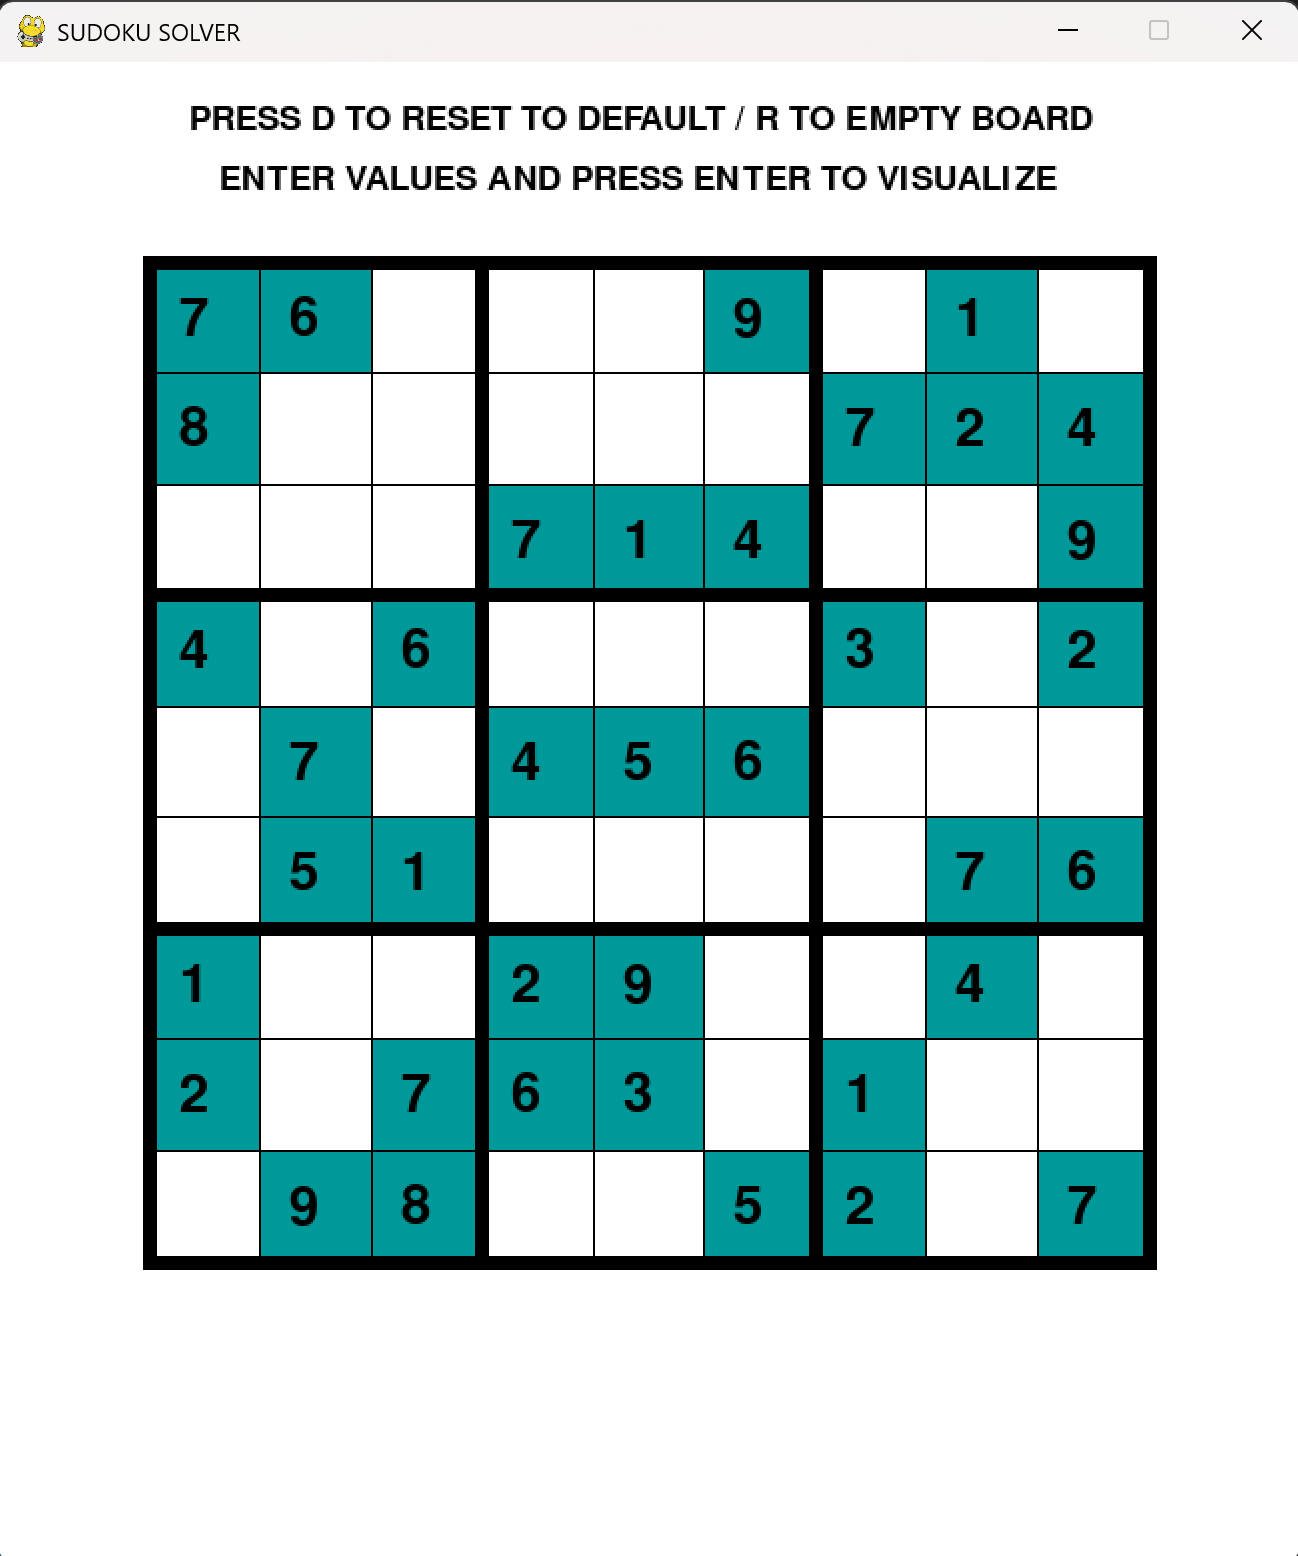 SUDOKU SOLVER
PRESS D TO RESET TO DEFAULT / R TO EMPTY BOARD
ENTER VALUES AND PRESS ENTER TO VISUALIZE
7 6 9 1
8 7 2 4
7 1 4 9
4 6 3 2
7 4 5 6
5 1 7 6
1 2 9 4
2 7 6 3 1
9 8 5 2 7